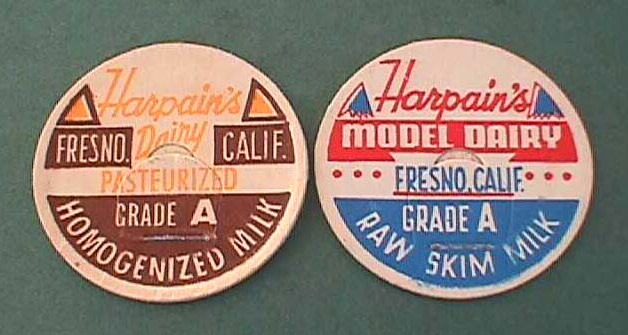 Harpain's
Dairy
FRESNO. CALIF.
PASTEURIZED
GRADE A
HOMOGENIZED MILK
Harpain's
MODEL DAIRY
FRESNO, CALIF.
GRADE A
RAW SKIM MILK